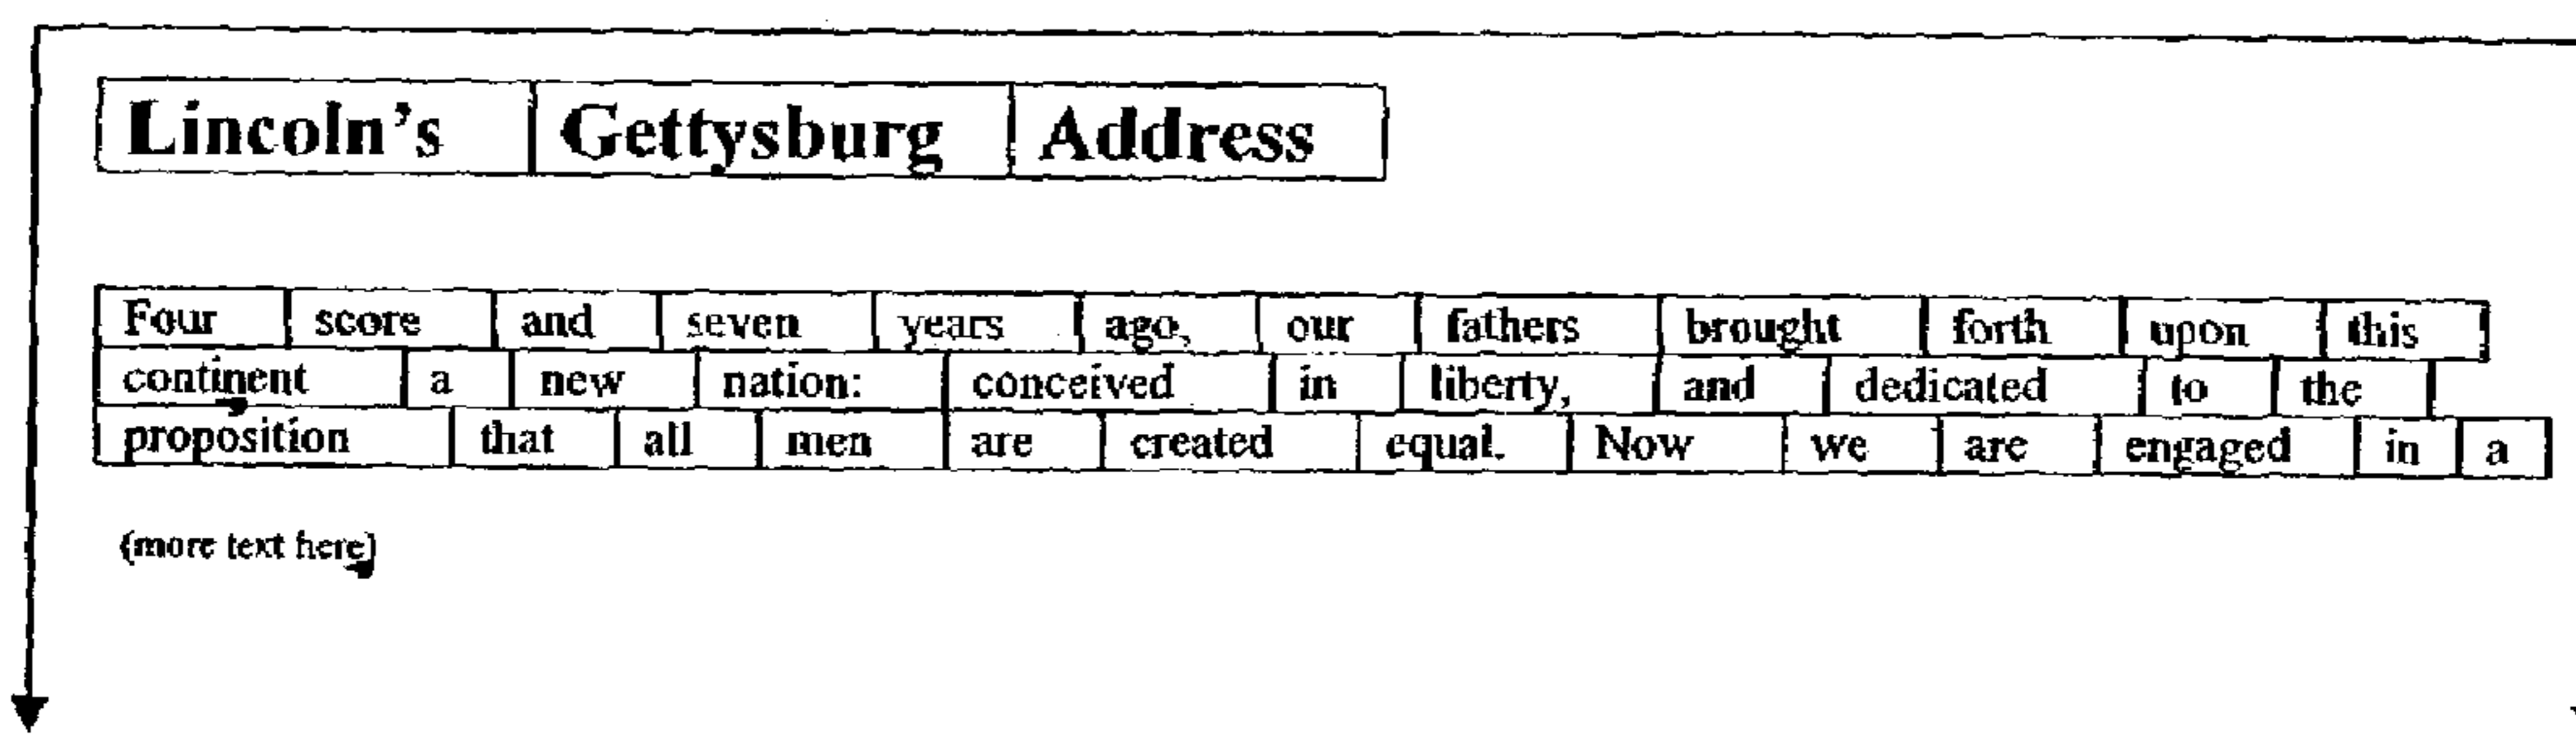 Lincoln's Gettysburg Address
Four score and seven years ago, our fathers brought forth upon this
continent a new nation: conceived in liberty, and dedicated to the
proposition that all men are created equal. Now we are engaged in a
(more text here)